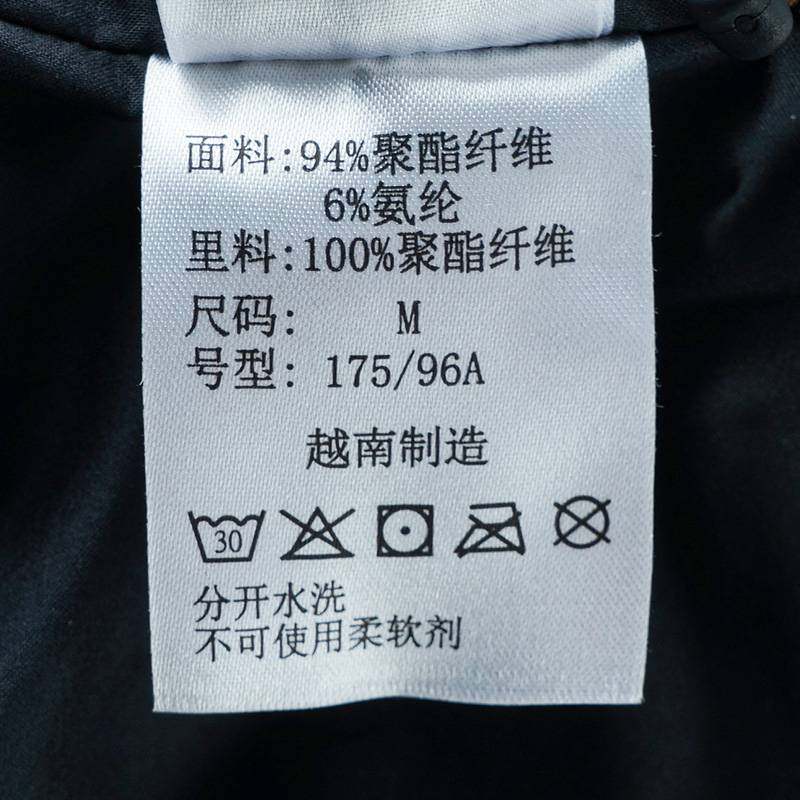 面料:94%聚酯纤维
6%氨纶
里料:100%聚酯纤维
尺码: M
号型: 175/96A
越南制造
30
分开水洗
不可使用柔软剂